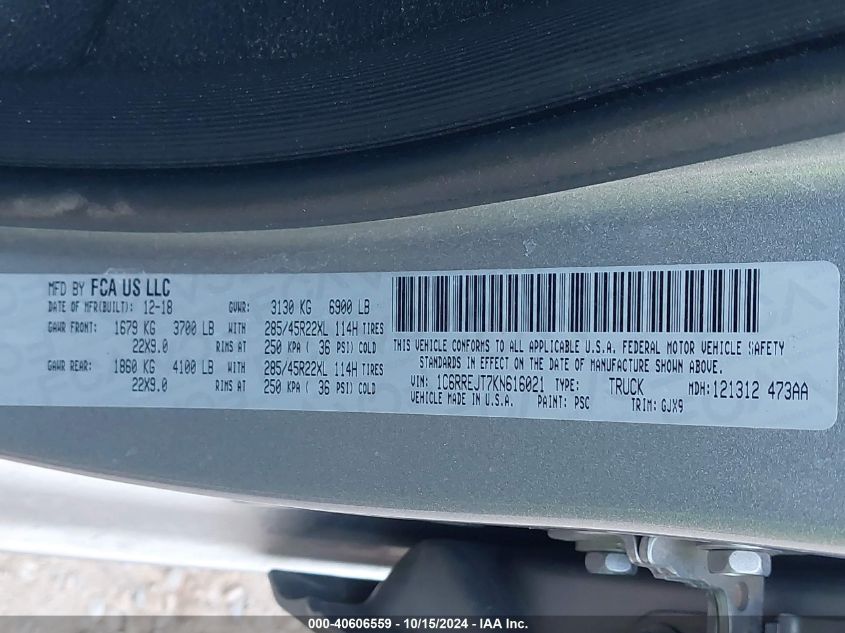 MFD BY FCA US LLC
DATE OF MFR(BUILT): 12-18 GVWR: 3130 KG 6900 LB
GAWR FRONT: 1679 KG 3700 LB WITH 285/45R22XL 114H TIRES
22X9.0 RIMS AT 250 KPA ( 36 PSI) COLD
GAWR REAR: 1860 KG 4100 LB WITH 285/45R22XL 114H TIRES
22X9.0 RIMS AT 250 KPA ( 36 PSI) COLD
THIS VEHICLE CONFORMS TO ALL APPLICABLE U.S.A. FEDERAL MOTOR VEHICLE SAFETY
STANDARDS IN EFFECT ON THE DATE OF MANUFACTURE SHOWN ABOVE.
VIN: 1C6RREJT7KN616021 TYPE: TRUCK MDH: 121312 473AA
VEHICLE MADE IN U.S.A. PAINT: PSC TRIM: GJX9
000-40606559 - 10/15/2024 - IAA Inc.